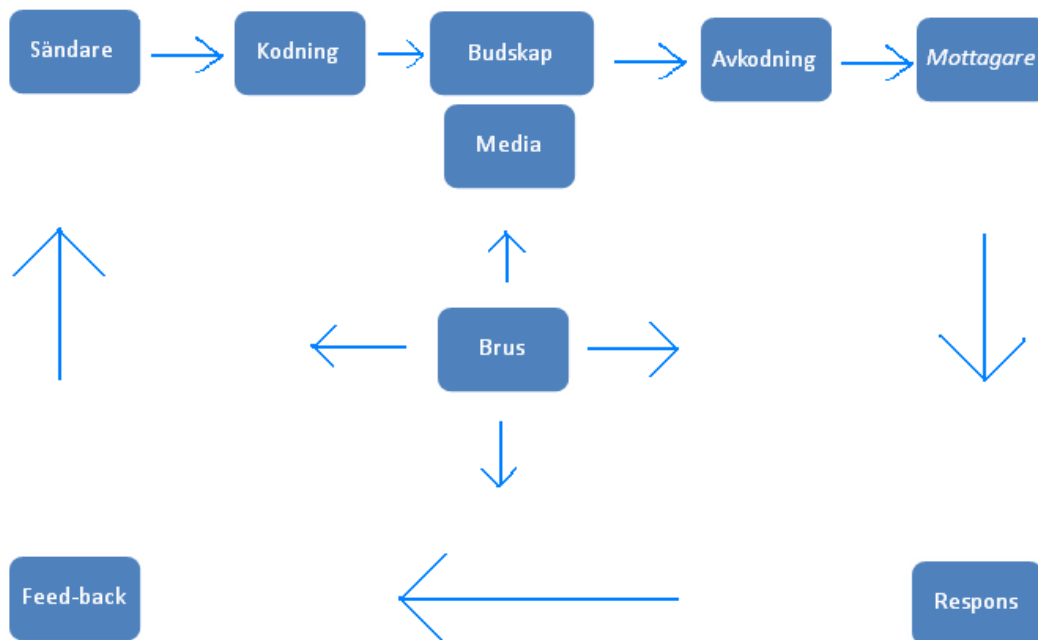 Sändare
Kodning
Budskap
Avkodning
Mottagare
Media
Brus
Feed-back
Respons